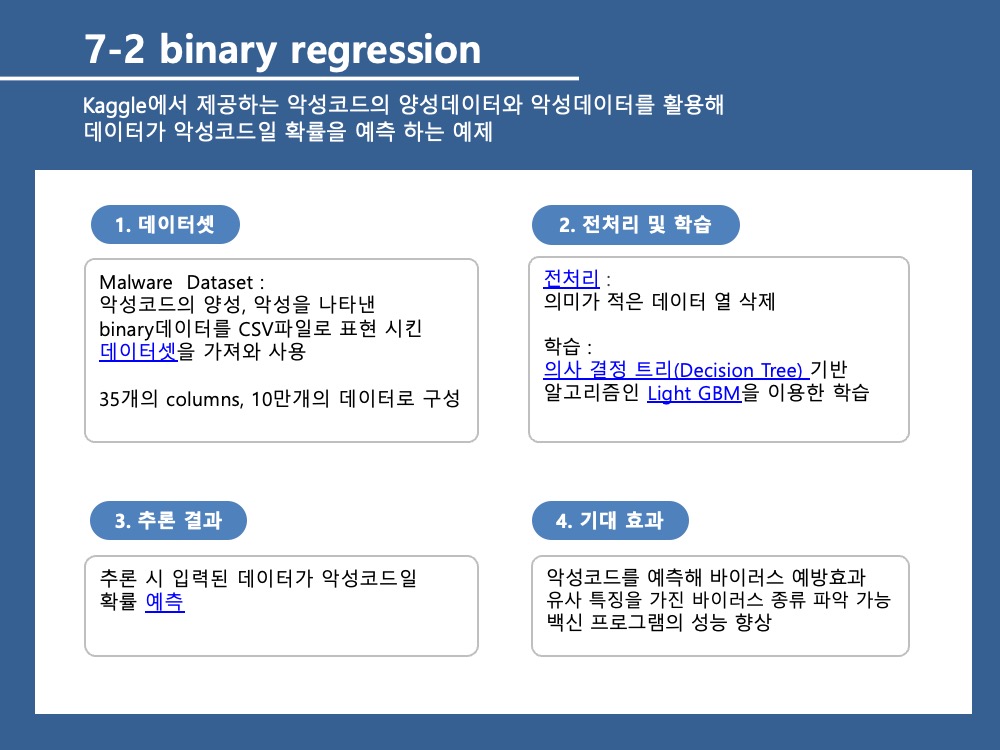 7-2 binary regression
Kaggle에서 제공하는 악성코드의 양성데이터와 악성데이터를 활용해
데이터가 악성코드일 확률을 예측 하는 예제
1. 데이터셋
Malware Dataset :
악성코드의 양성, 악성을 나타낸
binary데이터를 CSV파일로 표현 시킨
데이터셋을 가져와 사용
35개의 columns, 10만개의 데이터로 구성
2. 전처리 및 학습
전처리 :
의미가 적은 데이터 열 삭제
학습 :
의사 결정 트리(Decision Tree) 기반
알고리즘인 Light GBM을 이용한 학습
3. 추론 결과
추론 시 입력된 데이터가 악성코드일
확률 예측
4. 기대 효과
악성코드를 예측해 바이러스 예방효과
유사 특징을 가진 바이러스 종류 파악 가능
백신 프로그램의 성능 향상